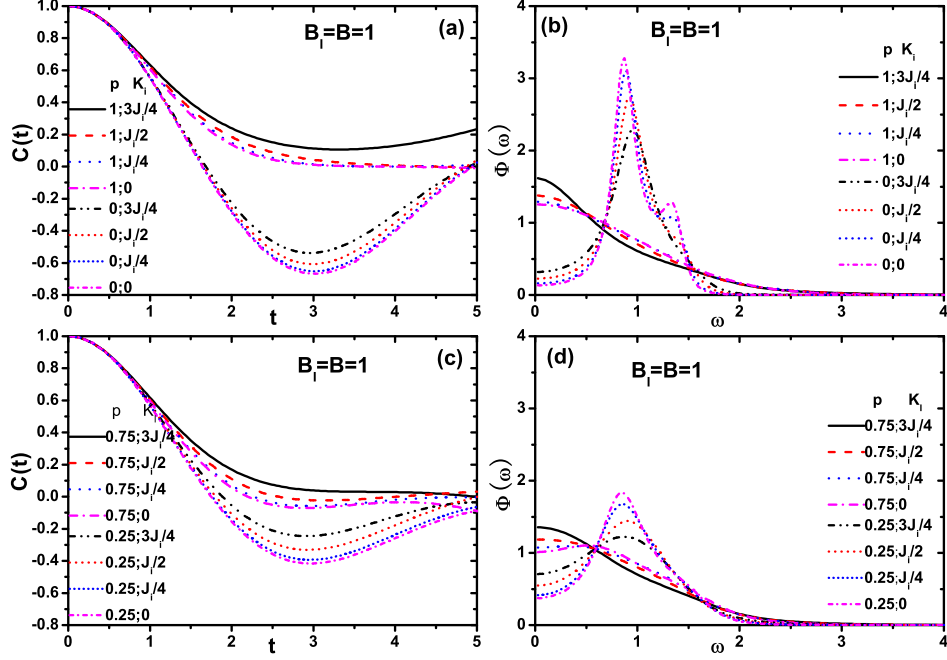 (a)
B_I=B=1
p K_i
1;3J_i/4
1;J_i/2
1;J_i/4
1;0
0;3J_i/4
0;J_i/2
0;J_i/4
0;0
C(t)
1.0
0.8
0.6
0.4
0.2
0.0
-0.2
-0.4
-0.6
-0.8
0 1 2 3 4 5
t
(b)
B_I=B=1
p K_i
1;3J_i/4
1;J_i/2
1;J_i/4
1;0
0;3J_i/4
0;J_i/2
0;J_i/4
0;0
Φ(ω)
4
3
2
1
0
0 1 2 3 4
ω
(c)
B_I=B=1
p K_I
0.75;3J_i/4
0.75;J_i/2
0.75;J_i/4
0.75;0
0.25;3J_i/4
0.25;J_i/2
0.25;J_i/4
0.25;0
C(t)
1.0
0.8
0.6
0.4
0.2
0.0
-0.2
-0.4
-0.6
-0.8
0 1 2 3 4 5
t
(d)
B_I=B=1
p K_I
0.75;3J_i/4
0.75;J_i/2
0.75;J_i/4
0.75;0
0.25;3J_i/4
0.25;J_i/2
0.25;J_i/4
0.25;0
Φ(ω)
4
3
2
1
0
0 1 2 3 4
ω